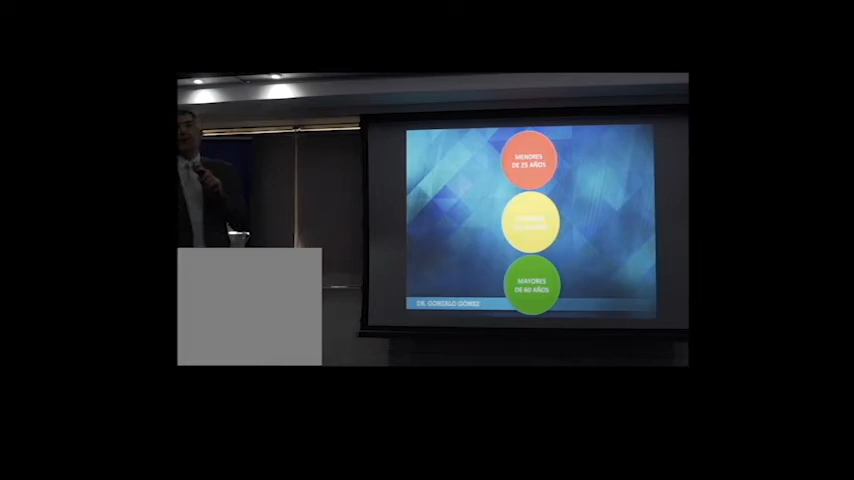 MENORES
DE 25 AÑOS
MAYORES
DE 60 AÑOS
DR. GONZALO GÓMEZ